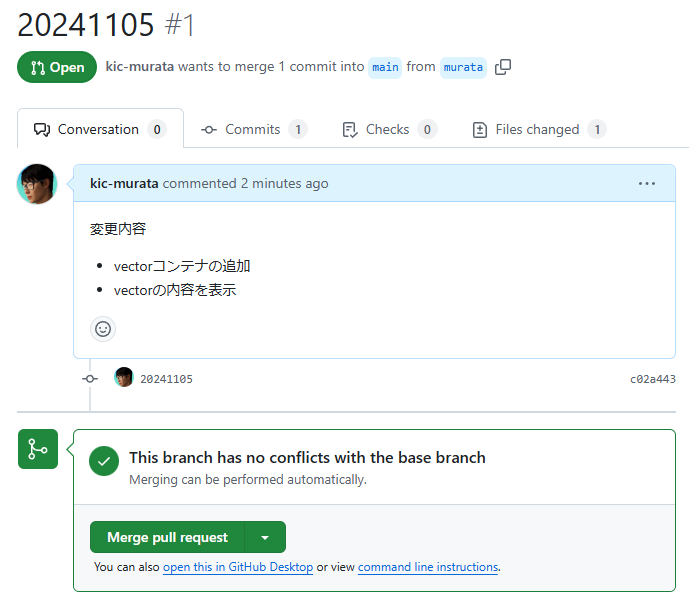 20241105 #1
Open kic-murata wants to merge 1 commit into main from murata
Conversation 0 Commits 1 Checks 0 Files changed 1
kic-murata commented 2 minutes ago
変更内容
vectorコンテナの追加
vectorの内容を表示
20241105 c02a443
This branch has no conflicts with the base branch
Merging can be performed automatically.
Merge pull request
You can also open this in GitHub Desktop or view command line instructions.